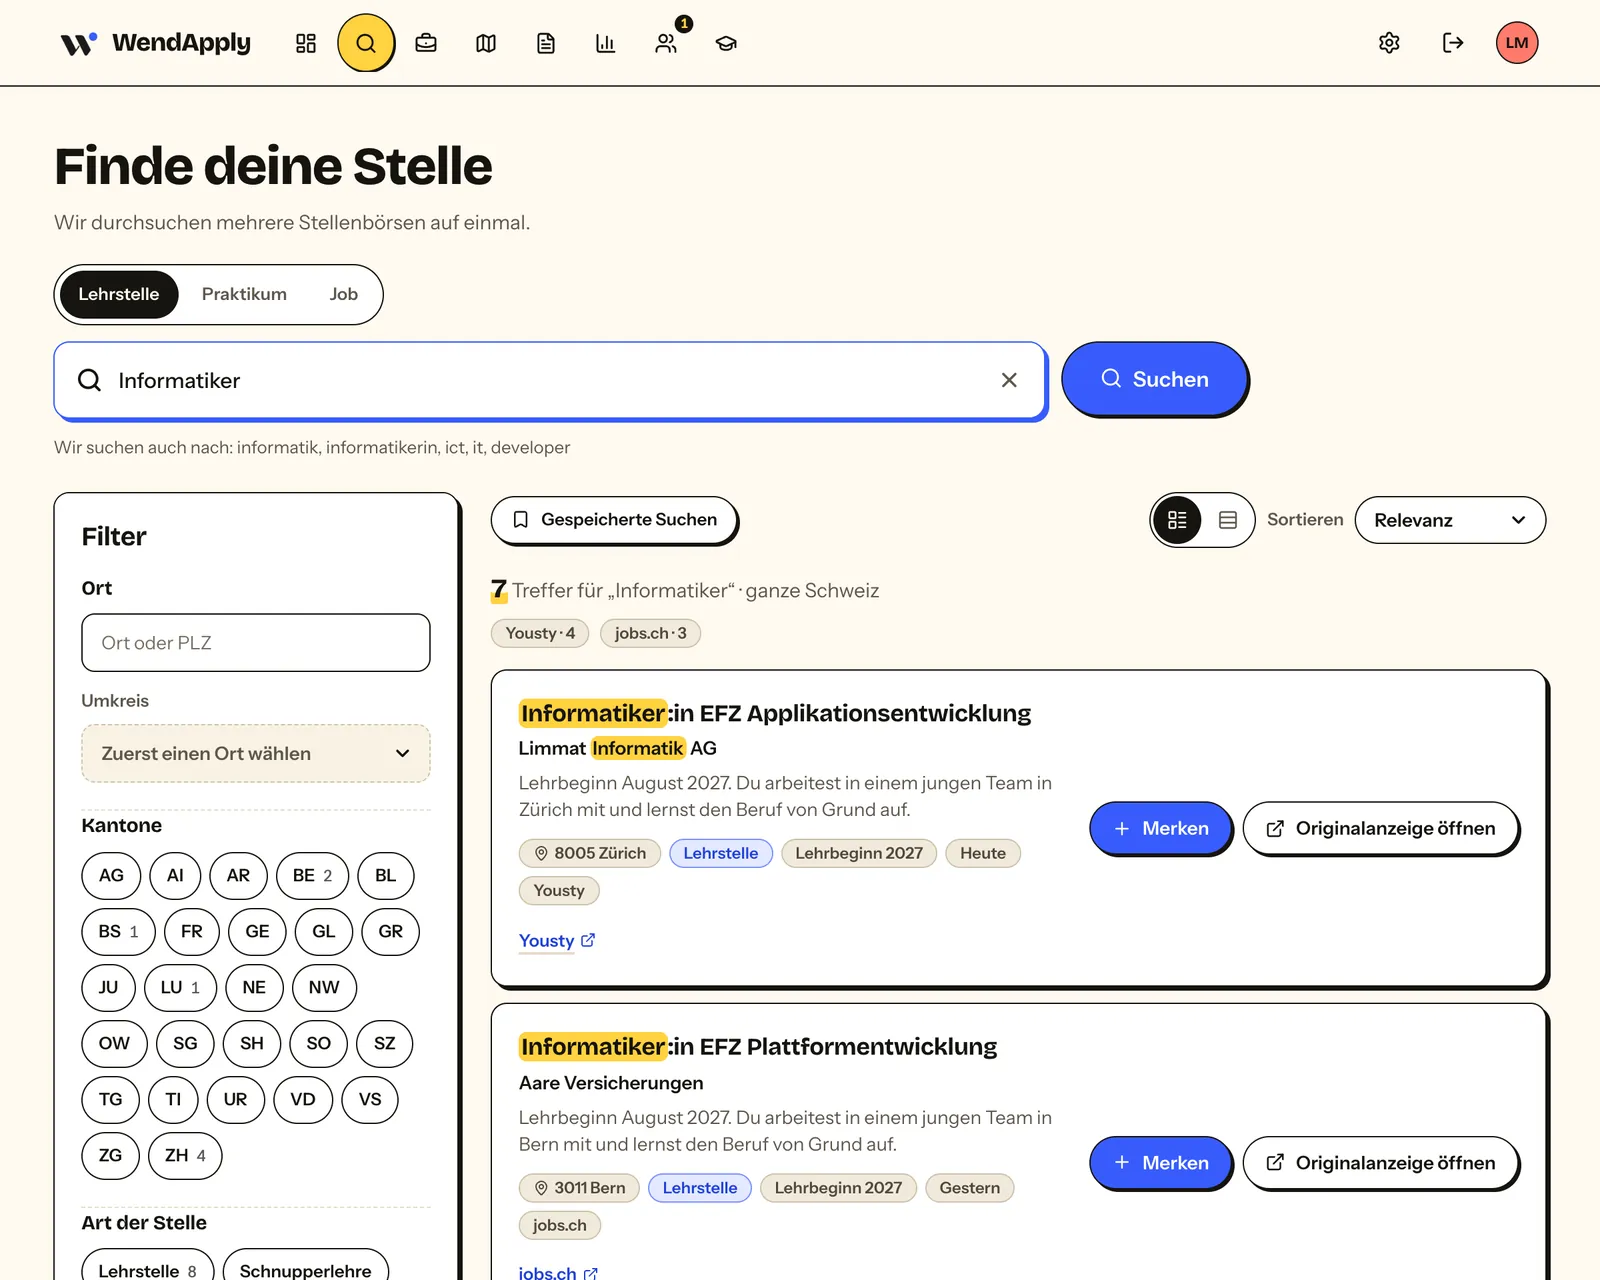 WendApply
1
LM
Finde deine Stelle
Wir durchsuchen mehrere Stellenbörsen auf einmal.
Lehrstelle Praktikum Job
Informatiker
Suchen
Wir suchen auch nach: informatik, informatikerin, ict, it, developer
Filter
Ort
Ort oder PLZ
Umkreis
Zuerst einen Ort wählen
Kantone
AG AI AR BE 2 BL
BS 1 FR GE GL GR
JU LU 1 NE NW
OW SG SH SO SZ
TG TI UR VD VS
ZG ZH 4
Art der Stelle
Lehrstelle 8 Schnupperlehre
Gespeicherte Suchen
Sortieren Relevanz
7 Treffer für „Informatiker“ · ganze Schweiz
Yousty · 4 jobs.ch · 3
Informatiker:in EFZ Applikationsentwicklung
Limmat Informatik AG
Lehrbeginn August 2027. Du arbeitest in einem jungen Team in
Zürich mit und lernst den Beruf von Grund auf.
8005 Zürich Lehrstelle Lehrbeginn 2027 Heute
Yousty
Yousty
Merken Originalanzeige öffnen
Informatiker:in EFZ Plattformentwicklung
Aare Versicherungen
Lehrbeginn August 2027. Du arbeitest in einem jungen Team in
Bern mit und lernst den Beruf von Grund auf.
3011 Bern Lehrstelle Lehrbeginn 2027 Gestern
jobs.ch
jobs.ch
Merken Originalanzeige öffnen